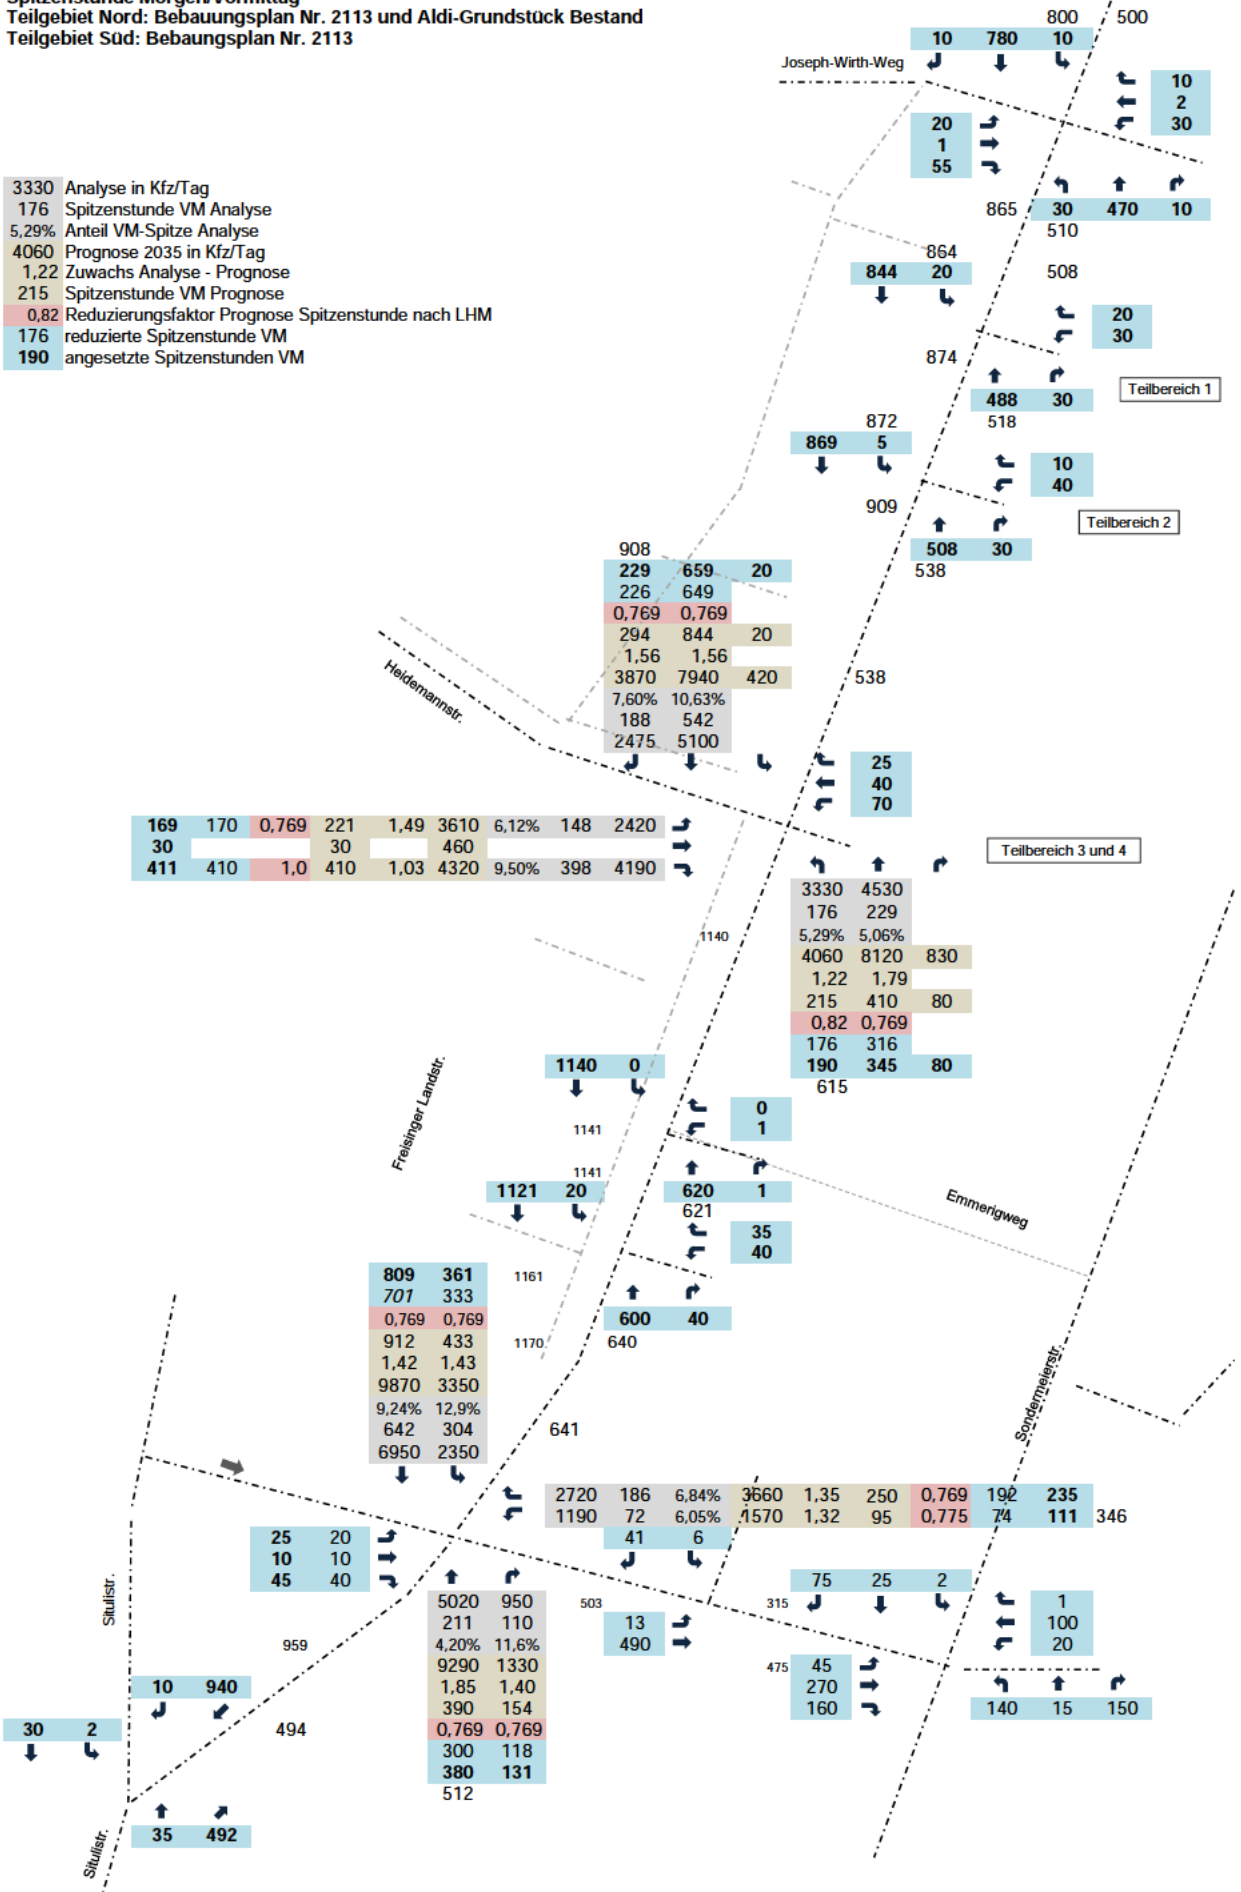 Spitzenstunde Morgen/Vormittag
Teilgebiet Nord: Bebauungsplan Nr. 2113 und Aldi-Grundstück Bestand
Teilgebiet Süd: Bebaungsplan Nr. 2113
800 500
10 780 10
Joseph-Wirth-Weg
10
2
30
20
1
55
865 30 470 10
510
3330 Analyse in Kfz/Tag
176 Spitzenstunde VM Analyse
5,29% Anteil VM-Spitze Analyse
4060 Prognose 2035 in Kfz/Tag
1,22 Zuwachs Analyse - Prognose
215 Spitzenstunde VM Prognose
0,82 Reduzierungsfaktor Prognose Spitzenstunde nach LHM
176 reduzierte Spitzenstunde VM
190 angesetzte Spitzenstunden VM
864
844 20
508
20
30
874
Teilbereich 1
488 30
518
872
869 5
10
40
909
Teilbereich 2
508 30
538
908
229 659 20
226 649
0,769 0,769
294 844 20
1,56 1,56
3870 7940 420
7,60% 10,63%
188 542
2475 5100
538
Heidemannstr.
25
40
70
169 170 0,769 221 1,49 3610 6,12% 148 2420
30 30 460
411 410 1,0 410 1,03 4320 9,50% 398 4190
Teilbereich 3 und 4
3330 4530
176 229
5,29% 5,06%
4060 8120 830
1,22 1,79
215 410 80
0,82 0,769
176 316
190 345 80
615
1140
1140 0
Freisinger Landstr.
0
1
1141
1141
1121 20
620 1
621
Emmerigweg
35
40
809 361
701 333
0,769 0,769
912 433
1,42 1,43
9870 3350
9,24% 12,9%
642 304
6950 2350
1161
1170
600 40
640
641
Sondermeierstr.
2720 186 6,84% 3660 1,35 250 0,769 192 235
1190 72 6,05% 1570 1,32 95 0,775 74 111 346
41 6
25 20
10 10
45 40
5020 950
211 110
4,20% 11,6%
9290 1330
1,85 1,40
390 154
0,769 0,769
300 118
380 131
512
503
13
490
315
75 25 2
1
100
20
475
45
270
160
140 15 150
Situlistr.
959
10 940
494
30 2
35 492
Situlistr.